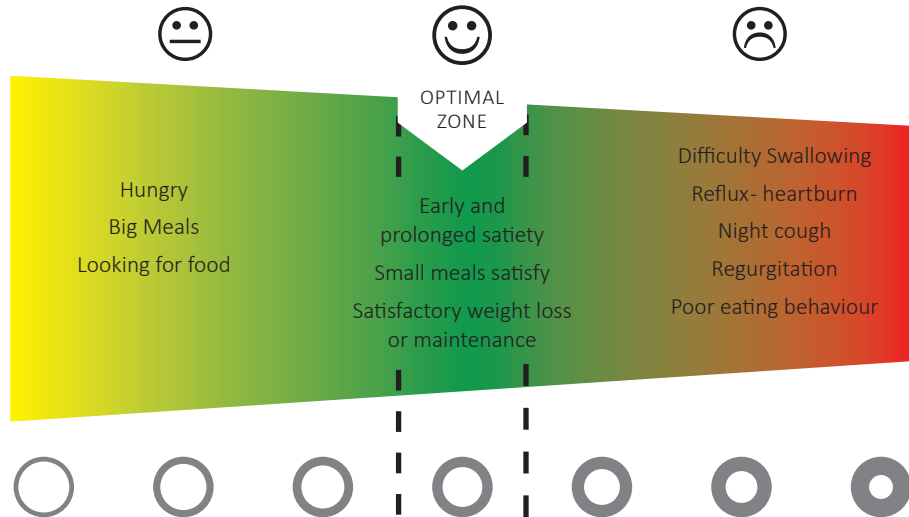 OPTIMAL
ZONE
Hungry
Big Meals
Looking for food
Early and
prolonged satiety
Small meals satisfy
Satisfactory weight loss
or maintenance
Difficulty Swallowing
Reflux- heartburn
Night cough
Regurgitation
Poor eating behaviour